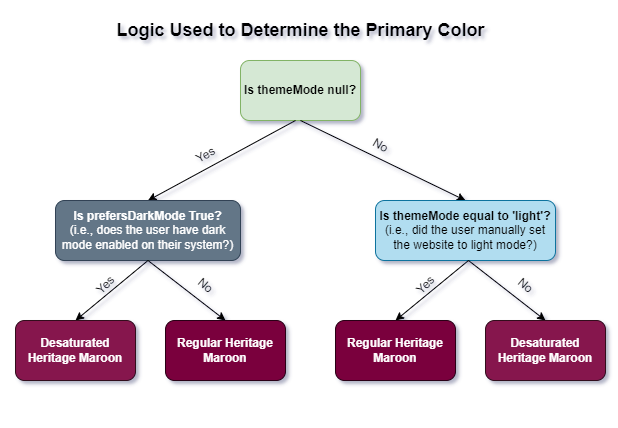 Logic Used to Determine the Primary Color
Is themeMode null?
Yes
No
Is prefersDarkMode True?
(i.e., does the user have dark
mode enabled on their system?)
Is themeMode equal to 'light'?
(i.e., did the user manually set
the website to light mode?)
Yes
No
Yes
No
Desaturated
Heritage Maroon
Regular Heritage
Maroon
Regular Heritage
Maroon
Desaturated
Heritage Maroon